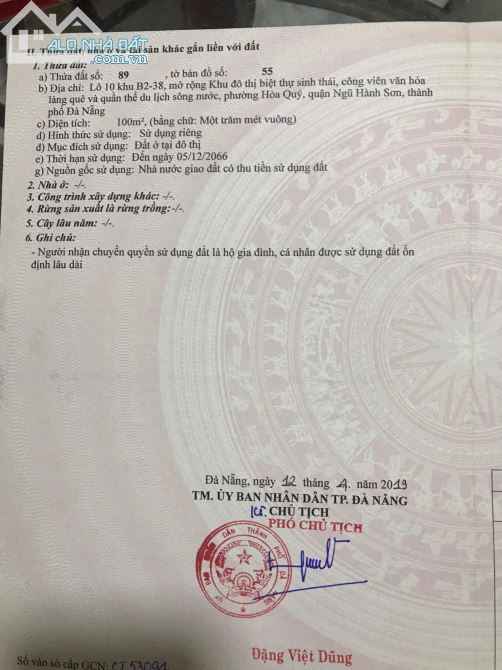 ALO NHÀ ĐẤT
II. Thửa đất, nhà ở và tài sản khác gắn liền với đất
1. Thửa đất:
a) Thửa đất số: 89 , tờ bản đồ số: 55
b) Địa chỉ: Lô 10 khu B2-38, mở rộng Khu đô thị biệt thự sinh thái, công viên văn hóa
làng quê và quần thể du lịch sông nước, phường Hòa Quý, quận Ngũ Hành Sơn, thành
phố Đà Nẵng
c) Diện tích: 100m², (bằng chữ: Một trăm mét vuông)
d) Hình thức sử dụng: Sử dụng riêng
đ) Mục đích sử dụng: Đất ở tại đô thị
e) Thời hạn sử dụng: Đến ngày 05/12/2066
g) Nguồn gốc sử dụng: Nhà nước giao đất có thu tiền sử dụng đất
2. Nhà ở: -/-.
3. Công trình xây dựng khác: -/-.
4. Rừng sản xuất là rừng trồng:-/-.
5. Cây lâu năm: -/-.
6. Ghi chú:
- Người nhận chuyển quyền sử dụng đất là hộ gia đình, cá nhân được sử dụng đất ổn
định lâu dài
Đà Nẵng, ngày 12 tháng 4. năm 2019
TM. ỦY BAN NHÂN DÂN TP. ĐÀ NẴNG
KT. CHỦ TỊCH
PHÓ CHỦ TỊCH
ỦY BAN NHÂN DÂN THÀNH PHỐ ĐÀ NẴNG
Đặng Việt Dũng
Số vào sổ cấp GCN: CT 53091